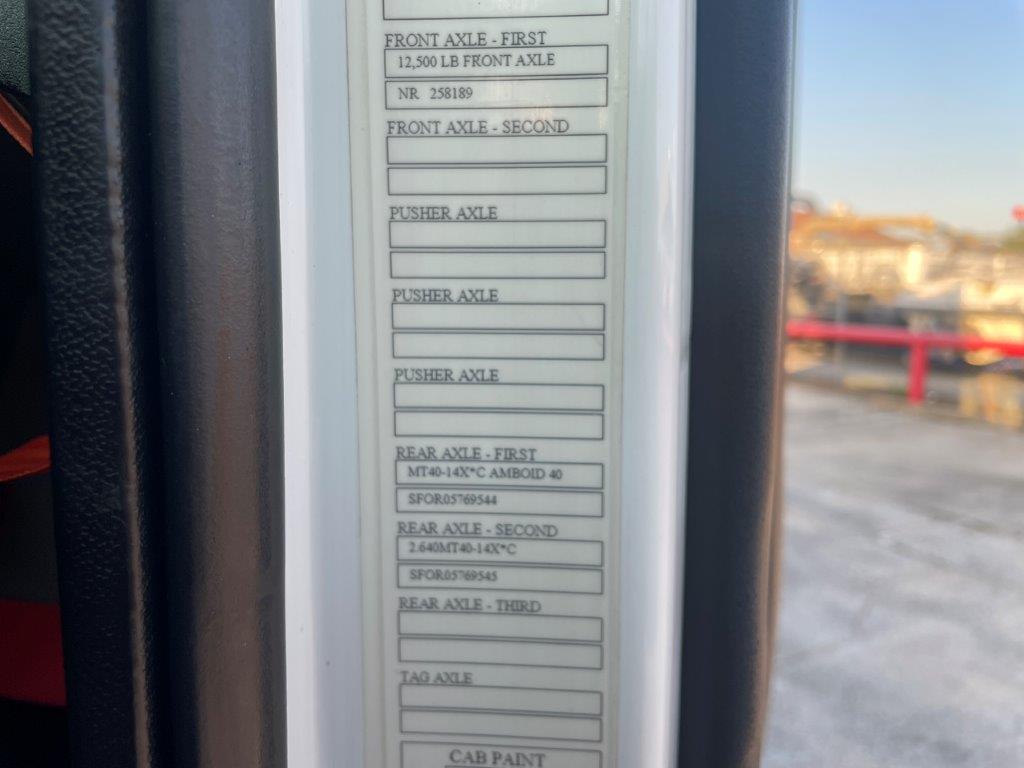 FRONT AXLE - FIRST
12,500 LB FRONT AXLE
NR 258189
FRONT AXLE - SECOND
PUSHER AXLE
PUSHER AXLE
PUSHER AXLE
REAR AXLE - FIRST
MT40-14X*C AMBOID 40
SFOR05769544
REAR AXLE - SECOND
2.640MT40-14X*C
SFOR05769545
REAR AXLE - THIRD
TAG AXLE
CAB PAINT